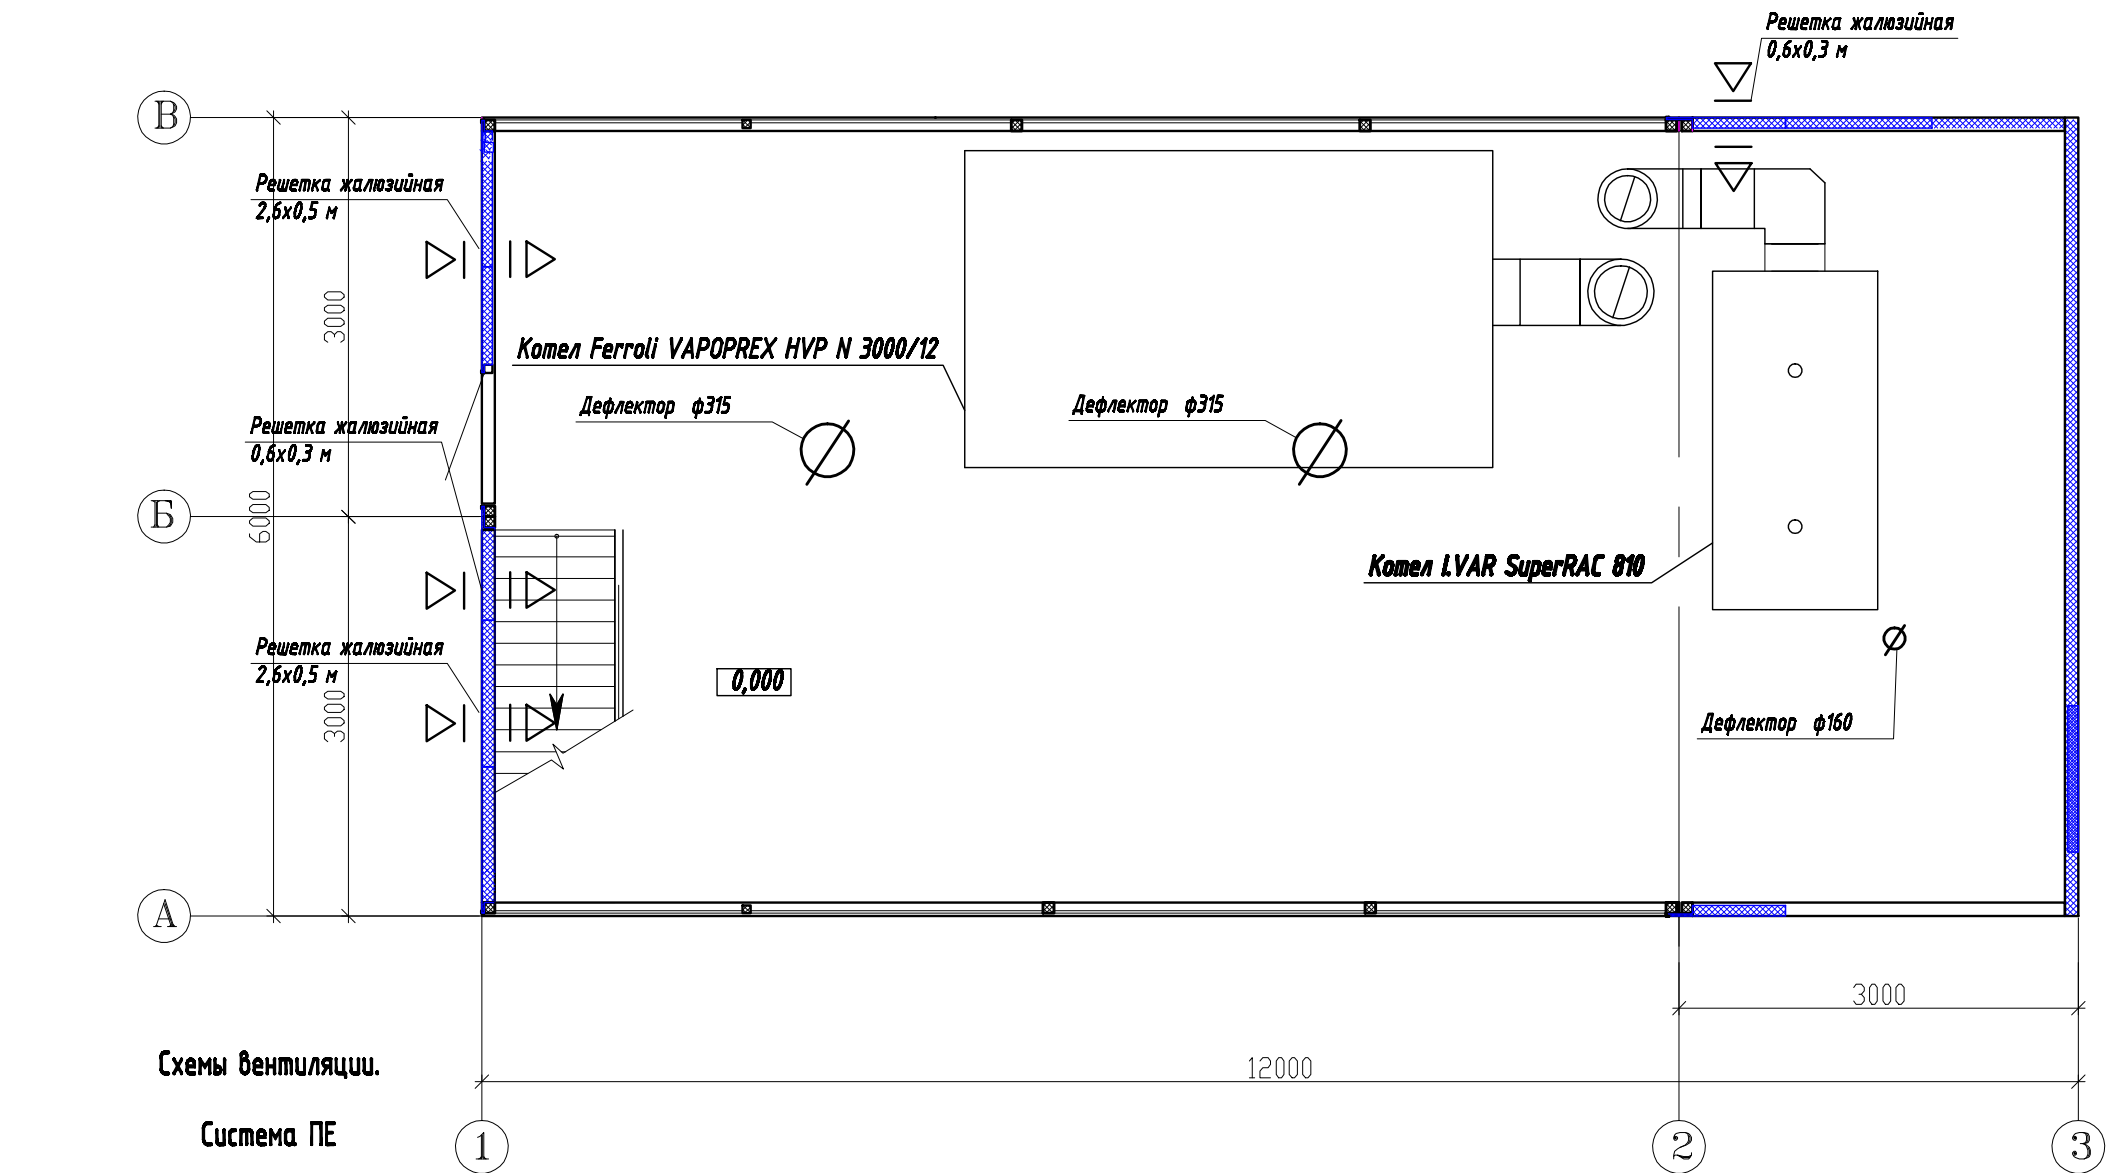 Решетка жалюзийная
0,6х0,3 м
В
Решетка жалюзийная
2,6х0,5 м
3000
Котел Ferroli VAPOPREX HVP N 3000/12
Дефлектор ф315
Дефлектор ф315
Решетка жалюзийная
0,6х0,3 м
Б
6000
Котел I.VAR SuperRAC 810
Решетка жалюзийная
2,6х0,5 м
0,000
3000
Дефлектор ф160
А
3000
Схемы вентиляции.
12000
Система ПЕ
1
2
3